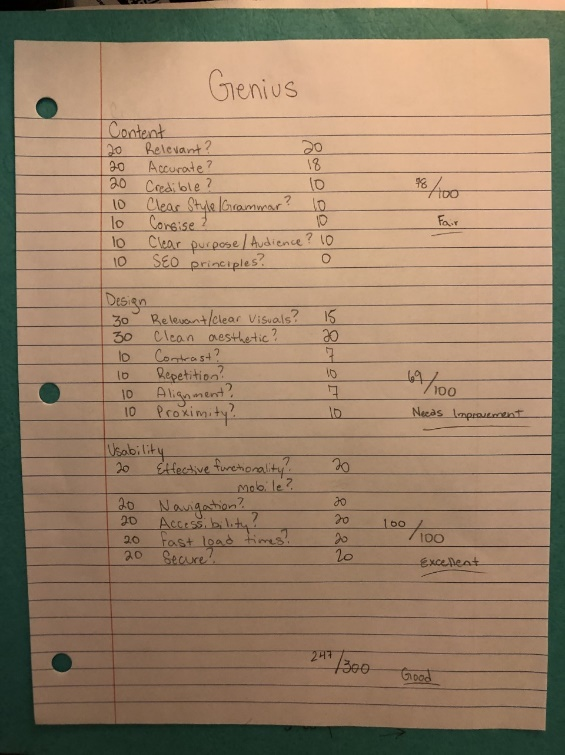 Genius
Content
20 Relevant? 20
20 Accurate? 18
20 Credible? 10 78/100
10 Clear Style/Grammar? 10
10 Consise? 10 Fair
10 Clear purpose/Audience? 10
10 SEO principles? 0
Design
30 Relevant/clear Visuals? 15
30 Clean aesthetic? 20
10 Contrast? 7
10 Repetition? 10 69/100
10 Alignment? 7
10 Proximity? 10 Needs Improvement
Usability
20 Effective functionality? 20
mobile?
20 Navigation? 20
20 Accessibility? 20 100/100
20 Fast load times? 20
20 Secure? 20 Excellent
247/300 Good